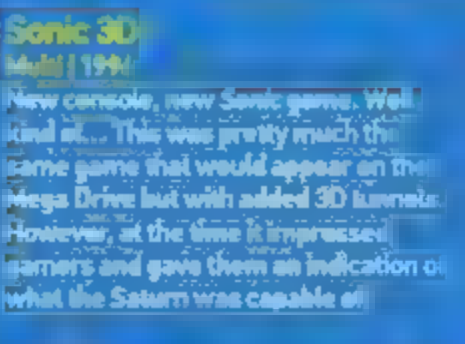 Sonic 3D
Multi | 1996
New console, new Sonic game. Well
kind of... This was pretty much the
same game that would appear on the
Mega Drive but with added 3D tunnels.
However, at the time it impressed
gamers and gave them an indication of
what the Saturn was capable of